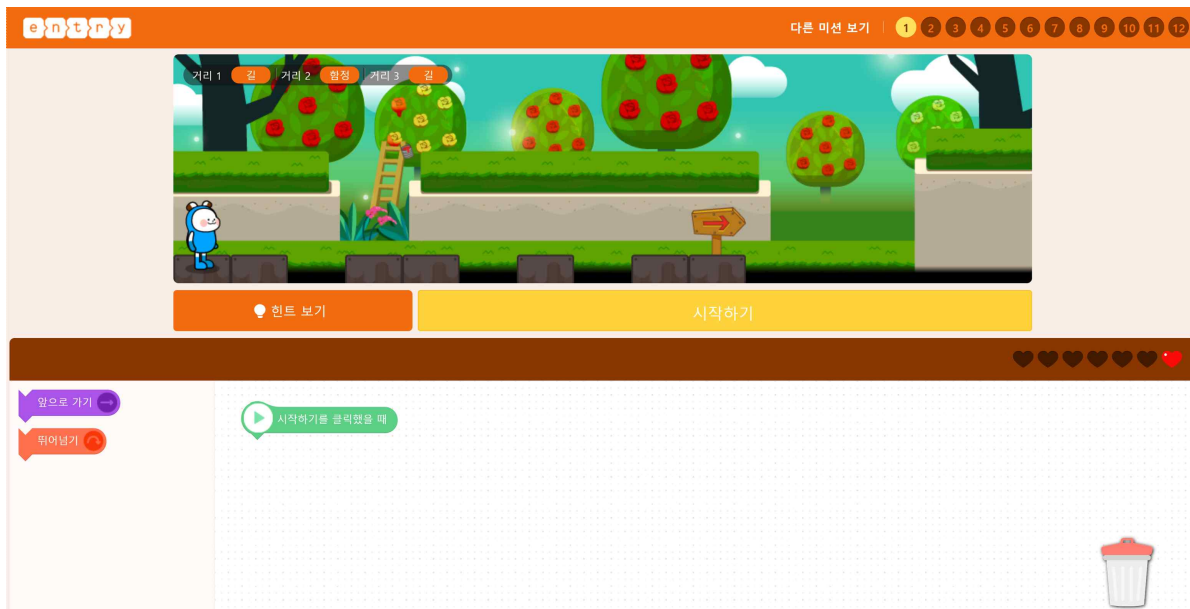 entry
다른 미션 보기 1 2 3 4 5 6 7 8 9 10 11 12
거리 1 길 거리 2 함정 거리 3 길
힌트 보기
시작하기
앞으로 가기
시작하기를 클릭했을 때
뛰어넘기